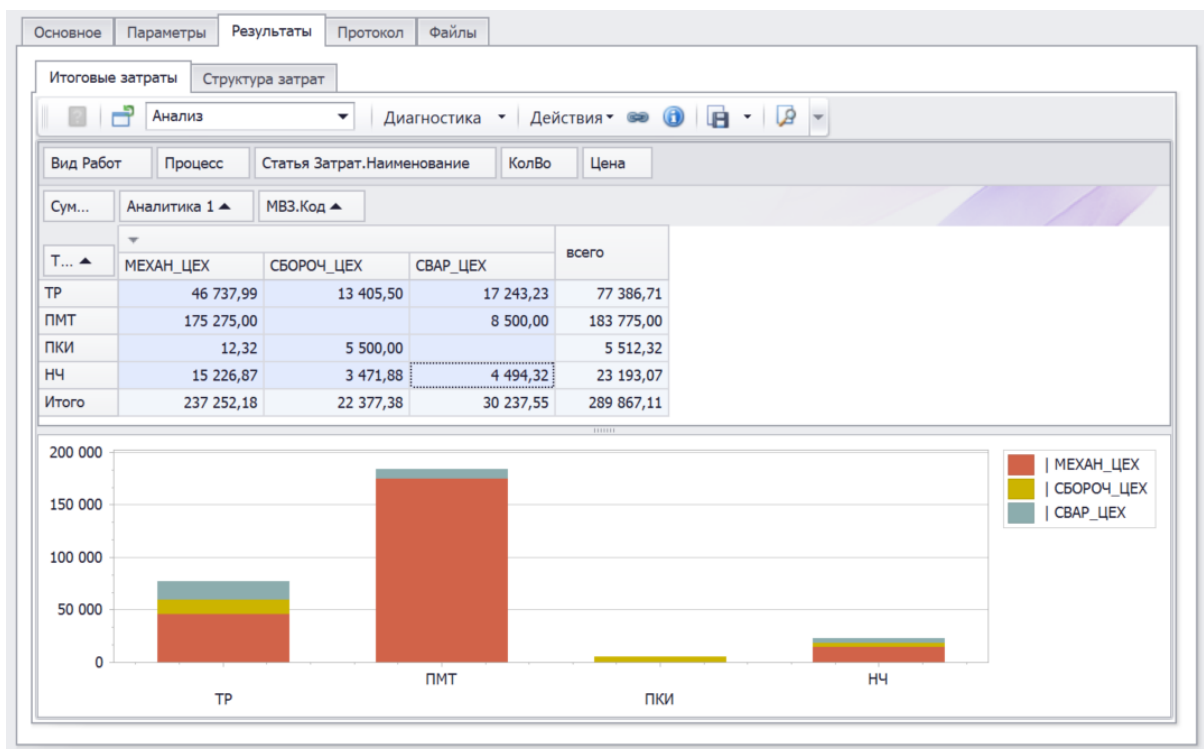 Основное Параметры Результаты Протокол Файлы
Итоговые затраты Структура затрат
Анализ Диагностика Действия
Вид Работ Процесс Статья Затрат.Наименование КолВо Цена
Сум... Аналитика 1 МВЗ.Код
Т... МЕХАН_ЦЕХ СБОРОЧ_ЦЕХ СВАР_ЦЕХ всего
ТР 46 737,99 13 405,50 17 243,23 77 386,71
ПМТ 175 275,00 8 500,00 183 775,00
ПКИ 12,32 5 500,00 5 512,32
НЧ 15 226,87 3 471,88 4 494,32 23 193,07
Итого 237 252,18 22 377,38 30 237,55 289 867,11
200 000
150 000
100 000
50 000
0
ТР ПМТ ПКИ НЧ
| МЕХАН_ЦЕХ
| СБОРОЧ_ЦЕХ
| СВАР_ЦЕХ